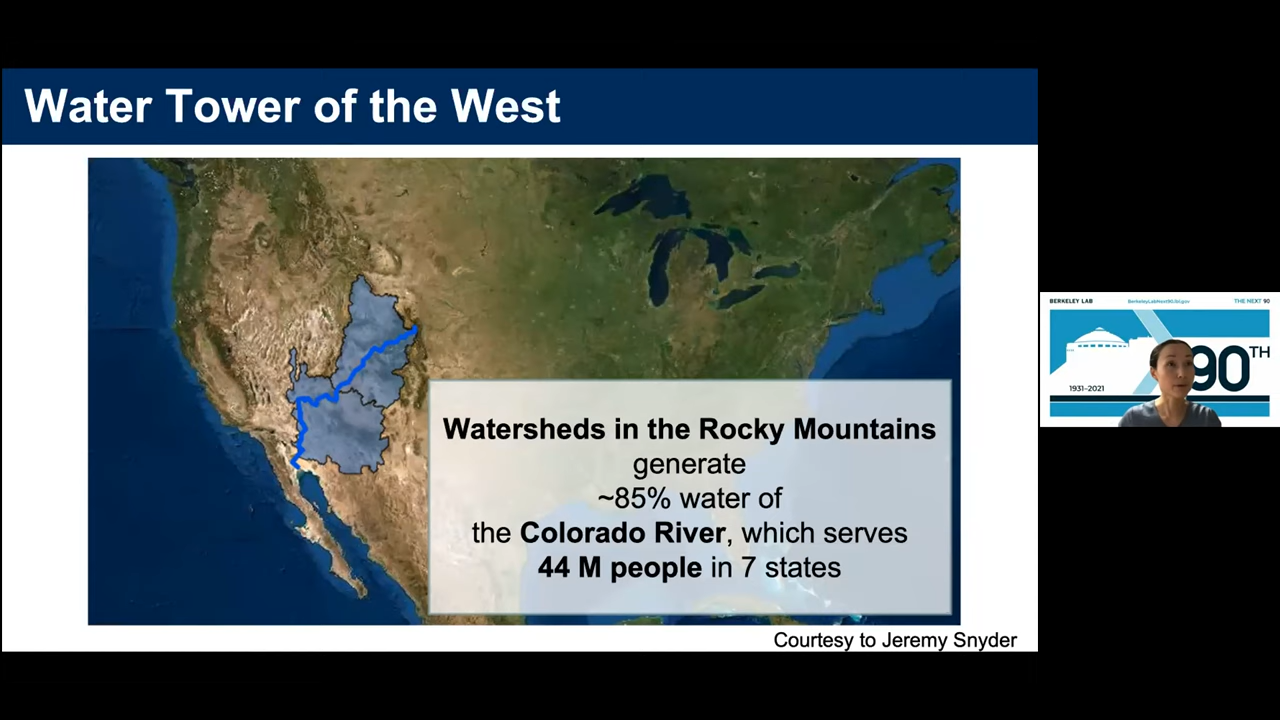 Water Tower of the West
Watersheds in the Rocky Mountains
generate
~85% water of
the Colorado River, which serves
44 M people in 7 states
Courtesy to Jeremy Snyder
BERKELEY LAB
THE NEXT 90
90TH
1931–2021